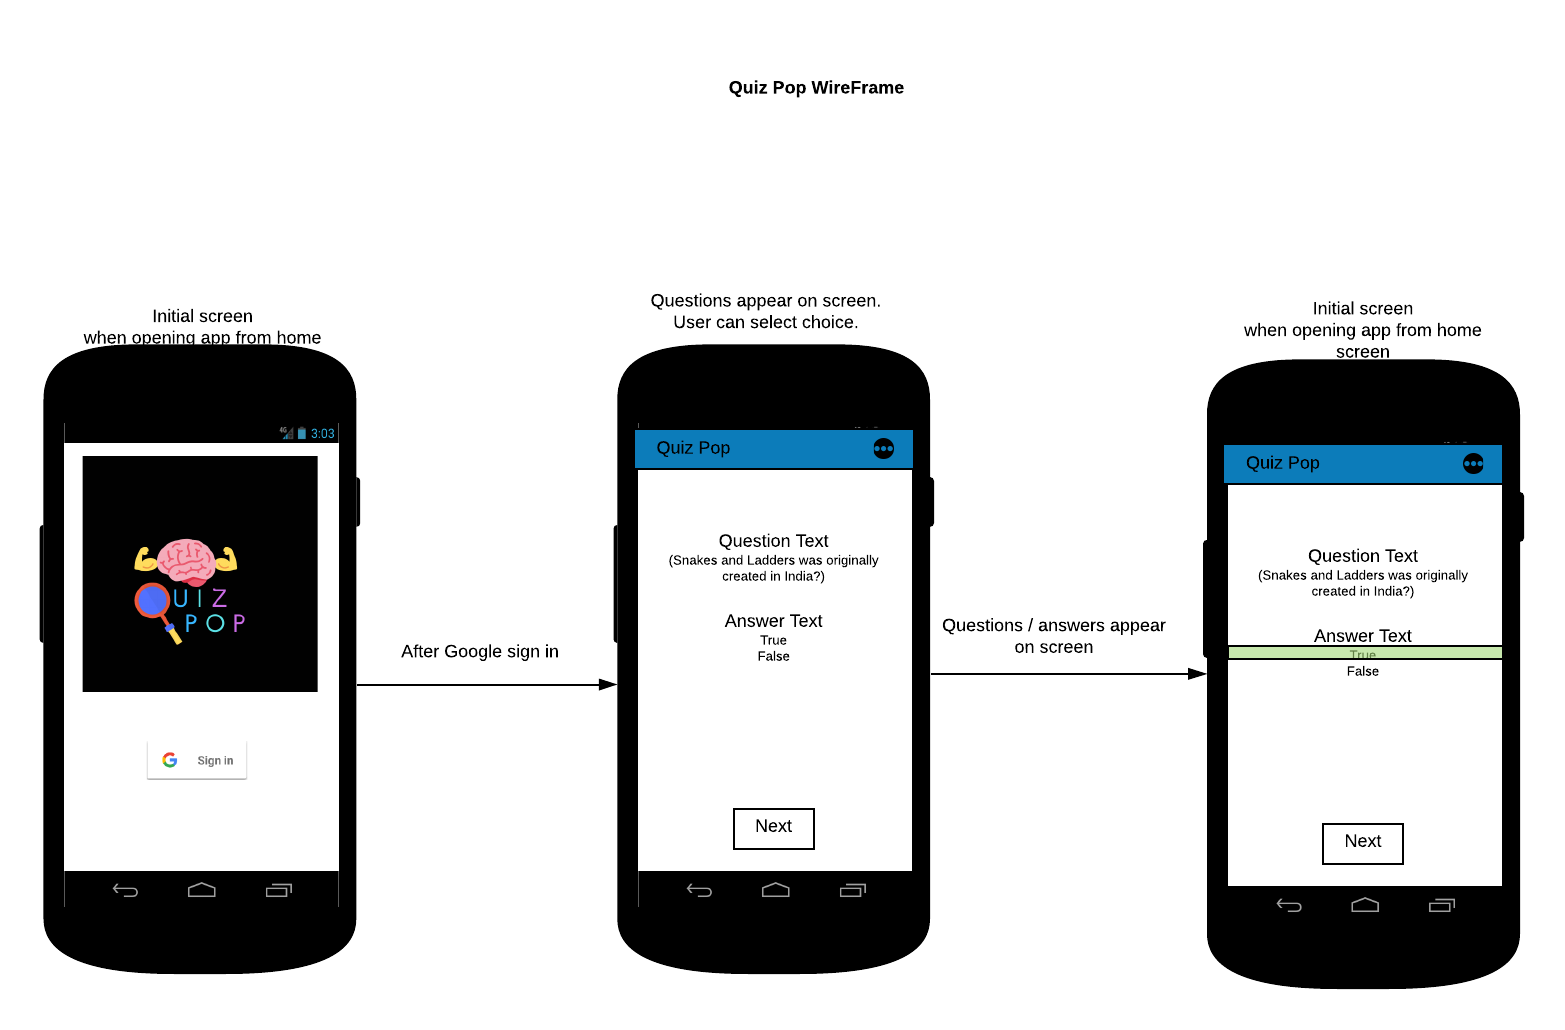 Quiz Pop WireFrame
Initial screen
when opening app from home
4G 3:03
UIZ
POP
Sign in
After Google sign in
Questions appear on screen.
User can select choice.
Quiz Pop
Question Text
(Snakes and Ladders was originally
created in India?)
Answer Text
True
False
Next
Questions / answers appear
on screen
Initial screen
when opening app from home
screen
Quiz Pop
Question Text
(Snakes and Ladders was originally
created in India?)
Answer Text
True
False
Next